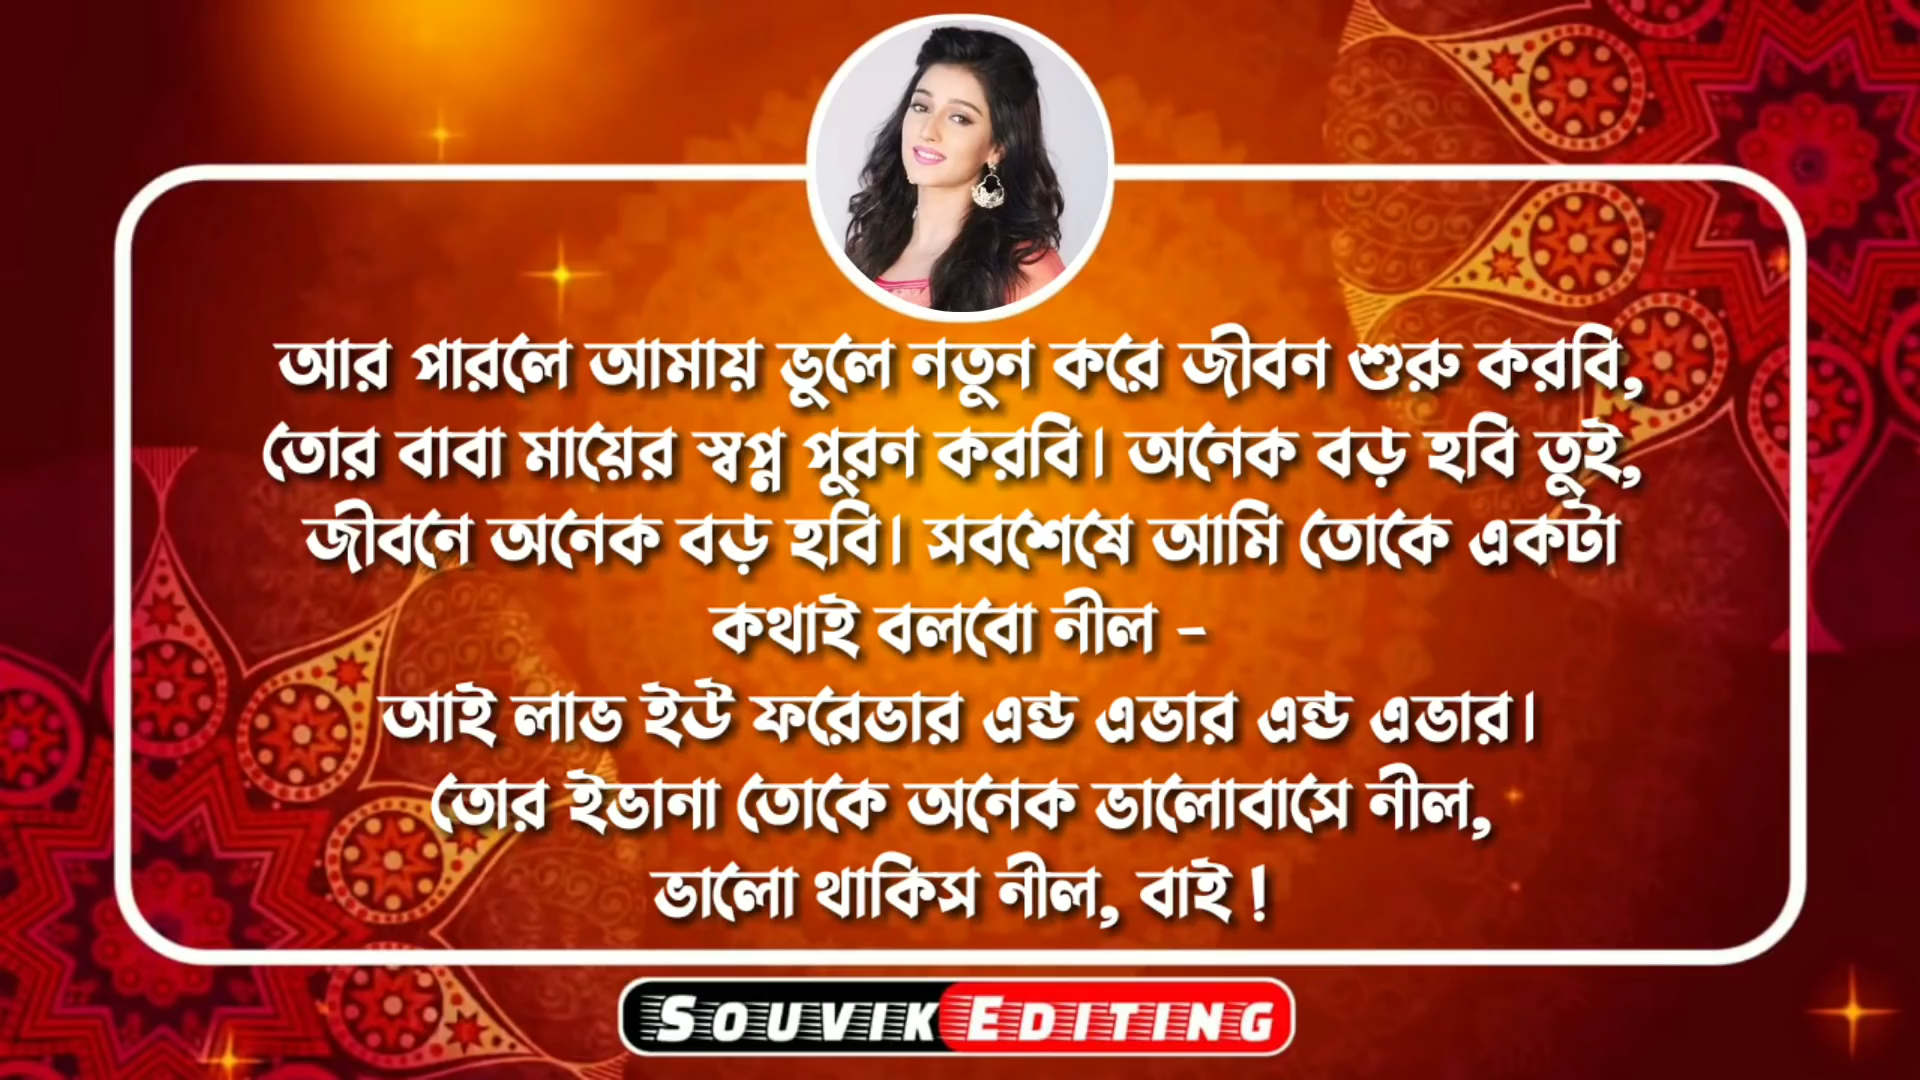 আর পারলে আমায় ভুলে নতুন করে জীবন শুরু করবি,
তোর বাবা মায়ের স্বপ্ন পুরন করবি। অনেক বড় হবি তুই,
জীবনে অনেক বড় হবি। সবশেষে আমি তোকে একটা
কথাই বলবো নীল -
আই লাভ ইউ ফরেভার এন্ড এভার এন্ড এভার।
তোর ইভানা তোকে অনেক ভালোবাসে নীল,
ভালো থাকিস নীল, বাই !
SOUVIK EDITING